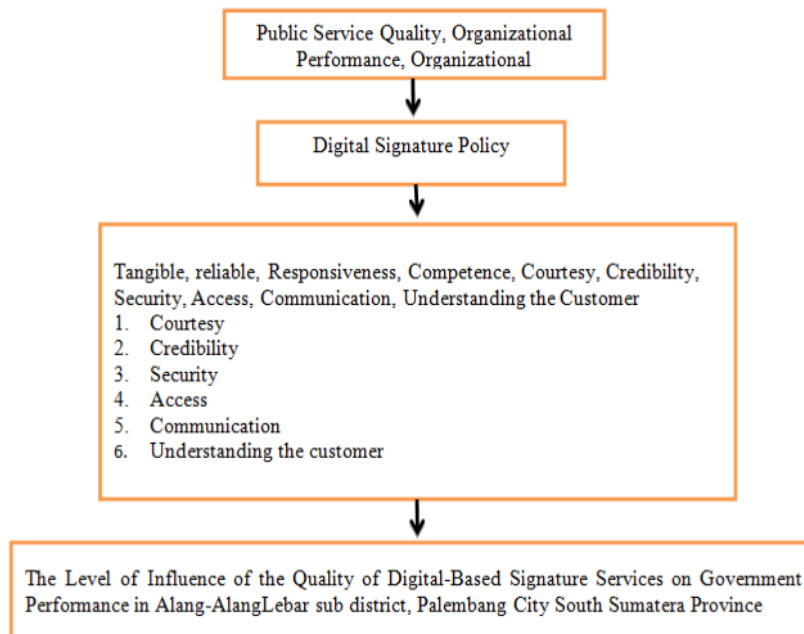 Public Service Quality, Organizational
Performance, Organizational
Digital Signature Policy
Tangible, reliable, Responsiveness, Competence, Courtesy, Credibility,
Security, Access, Communication, Understanding the Customer
1. Courtesy
2. Credibility
3. Security
4. Access
5. Communication
6. Understanding the customer
The Level of Influence of the Quality of Digital-Based Signature Services on Government
Performance in Alang-AlangLebar sub district, Palembang City South Sumatera Province